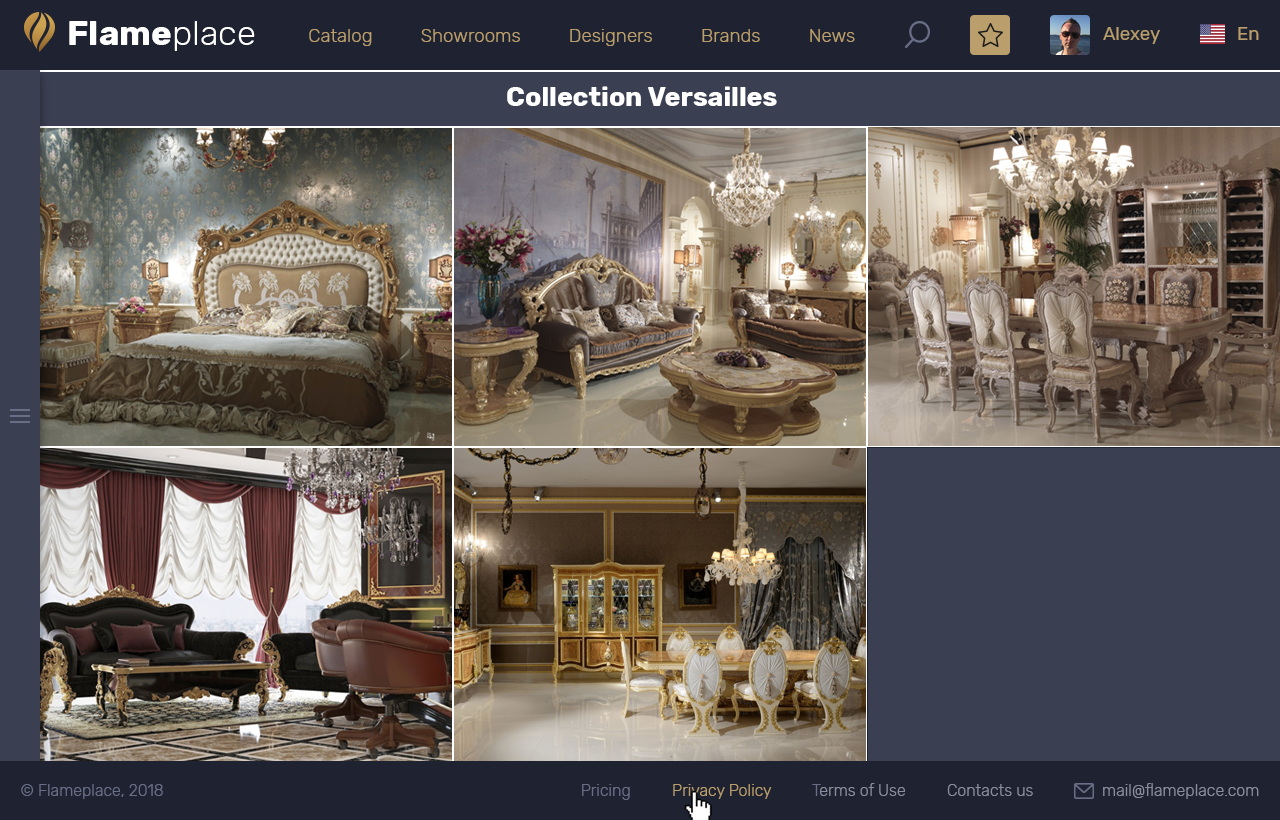 Flameplace
Catalog
Showrooms
Designers
Brands
News
Alexey
En
Collection Versailles
© Flameplace, 2018
Pricing
Privacy Policy
Terms of Use
Contacts us
mail@flameplace.com